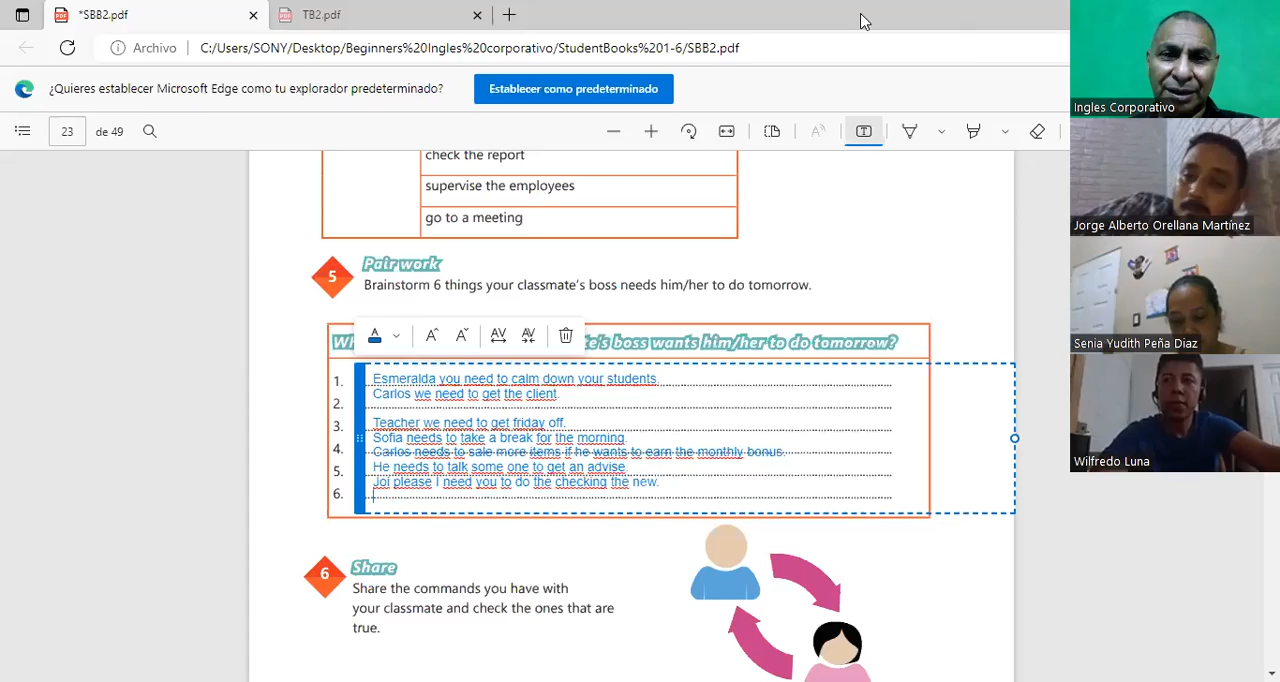 *SBB2.pdf
TB2.pdf
Archivo
C:/Users/SONY/Desktop/Beginners%20Ingles%20corporativo/StudentBooks%201-6/SBB2.pdf
¿Quieres establecer Microsoft Edge como tu explorador predeterminado?
Establecer como predeterminado
23 de 49
check the report
supervise the employees
go to a meeting
5 Pair work
Brainstorm 6 things your classmate's boss needs him/her to do tomorrow.
e's boss wants him/her to do tomorrow?
1. Esmeralda you need to calm down your students.
Carlos we need to get the client.
2.
3. Teacher we need to get friday off.
Sofia needs to take a break for the morning.
4. Carlos needs to sale more items if he wants to earn the monthly bonus.
5. He needs to talk some one to get an advise.
Joi please I need you to do the checking the new.
6.
6 Share
Share the commands you have with
your classmate and check the ones that are
true.
Ingles Corporativo
Jorge Alberto Orellana Martínez
Senia Yudith Peña Diaz
Wilfredo Luna